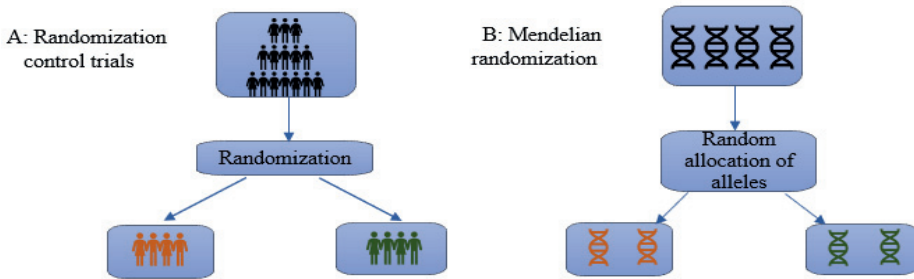 A: Randomization
control trials
Randomization
B: Mendelian
randomization
Random
allocation of
alleles